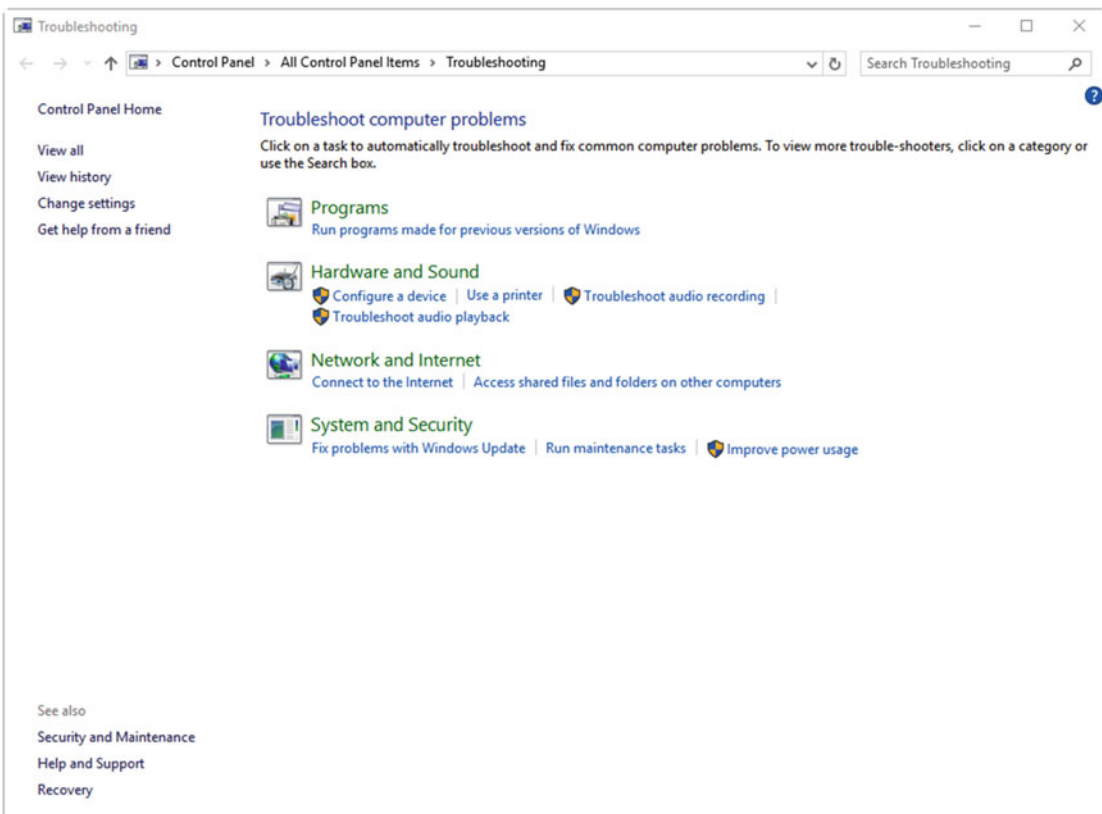 Troubleshooting
Control Panel > All Control Panel Items > Troubleshooting
Search Troubleshooting
Control Panel Home
View all
View history
Change settings
Get help from a friend
Troubleshoot computer problems
Click on a task to automatically troubleshoot and fix common computer problems. To view more trouble-shooters, click on a category or
use the Search box.
Programs
Run programs made for previous versions of Windows
Hardware and Sound
Configure a device | Use a printer | Troubleshoot audio recording |
Troubleshoot audio playback
Network and Internet
Connect to the Internet | Access shared files and folders on other computers
System and Security
Fix problems with Windows Update | Run maintenance tasks | Improve power usage
See also
Security and Maintenance
Help and Support
Recovery